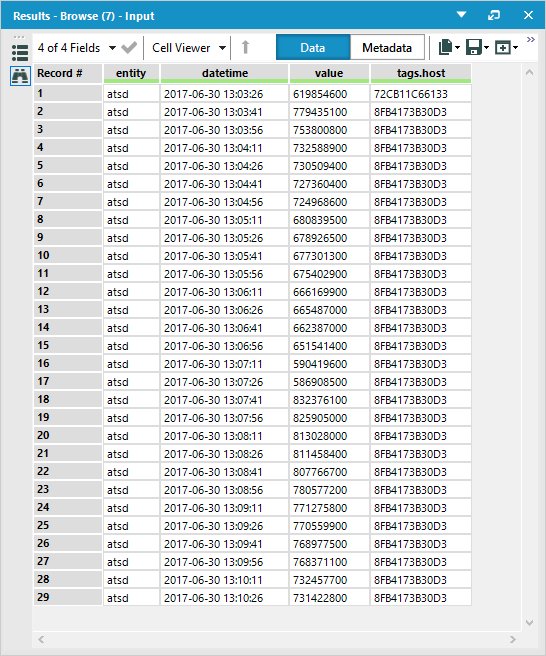 Results - Browse (7) - Input
4 of 4 Fields Cell Viewer Data Metadata
Record # entity datetime value tags.host
1 atsd 2017-06-30 13:03:26 619854600 72CB11C66133
2 atsd 2017-06-30 13:03:41 779435100 8FB4173B30D3
3 atsd 2017-06-30 13:03:56 753800800 8FB4173B30D3
4 atsd 2017-06-30 13:04:11 732588900 8FB4173B30D3
5 atsd 2017-06-30 13:04:26 730509400 8FB4173B30D3
6 atsd 2017-06-30 13:04:41 727360400 8FB4173B30D3
7 atsd 2017-06-30 13:04:56 724968600 8FB4173B30D3
8 atsd 2017-06-30 13:05:11 680839500 8FB4173B30D3
9 atsd 2017-06-30 13:05:26 678926500 8FB4173B30D3
10 atsd 2017-06-30 13:05:41 677301300 8FB4173B30D3
11 atsd 2017-06-30 13:05:56 675402900 8FB4173B30D3
12 atsd 2017-06-30 13:06:11 666169900 8FB4173B30D3
13 atsd 2017-06-30 13:06:26 665487000 8FB4173B30D3
14 atsd 2017-06-30 13:06:41 662387000 8FB4173B30D3
15 atsd 2017-06-30 13:06:56 651541400 8FB4173B30D3
16 atsd 2017-06-30 13:07:11 590419600 8FB4173B30D3
17 atsd 2017-06-30 13:07:26 586908500 8FB4173B30D3
18 atsd 2017-06-30 13:07:41 832376100 8FB4173B30D3
19 atsd 2017-06-30 13:07:56 825905000 8FB4173B30D3
20 atsd 2017-06-30 13:08:11 813028000 8FB4173B30D3
21 atsd 2017-06-30 13:08:26 811458400 8FB4173B30D3
22 atsd 2017-06-30 13:08:41 807766700 8FB4173B30D3
23 atsd 2017-06-30 13:08:56 780577200 8FB4173B30D3
24 atsd 2017-06-30 13:09:11 771275800 8FB4173B30D3
25 atsd 2017-06-30 13:09:26 770559900 8FB4173B30D3
26 atsd 2017-06-30 13:09:41 768977500 8FB4173B30D3
27 atsd 2017-06-30 13:09:56 768371100 8FB4173B30D3
28 atsd 2017-06-30 13:10:11 732457700 8FB4173B30D3
29 atsd 2017-06-30 13:10:26 731422800 8FB4173B30D3